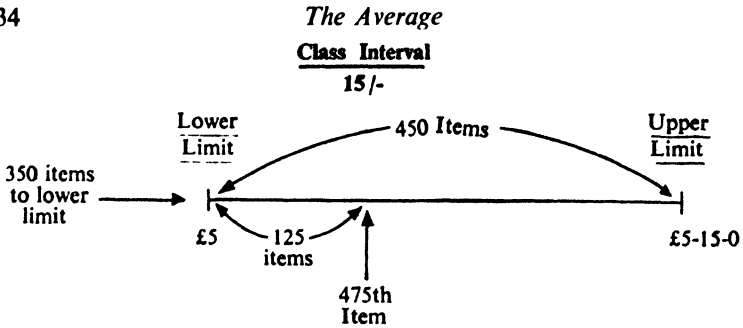 34
The Average
Class Interval
15/-
Lower
Limit
450 Items
Upper
Limit
350 items
to lower
limit
£5
125
items
£5-15-0
475th
Item